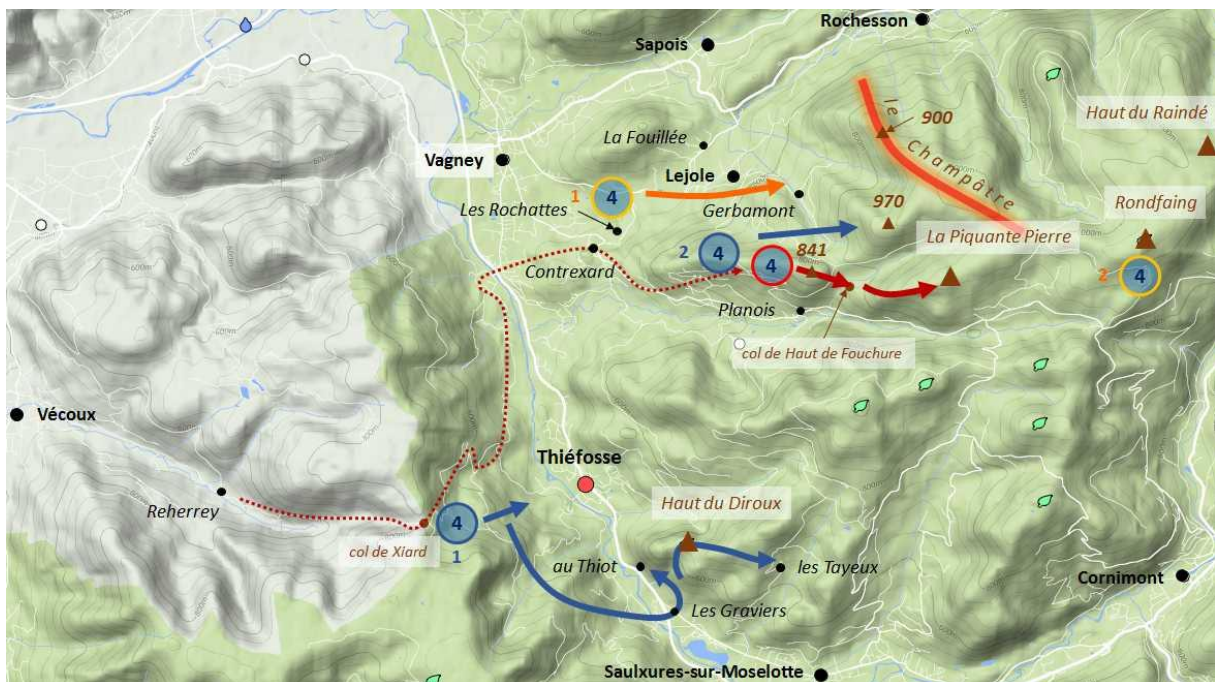 Rochesson
Sapois
le
900
Champâtre
Haut du Raindé
La Fouillée
Vagney
Lejole
1
4
Les Rochattes
Gerbamont
970
Rondfaing
La Piquante Pierre
2
4
4
841
2
4
Contrexard
Planois
col de Haut de Fouchure
Vécoux
Thiéfosse
Reherrey
4
Haut du Diroux
col de Xiard
1
au Thiot
les Tayeux
Cornimont
Les Graviers
Saulxures-sur-Moselotte